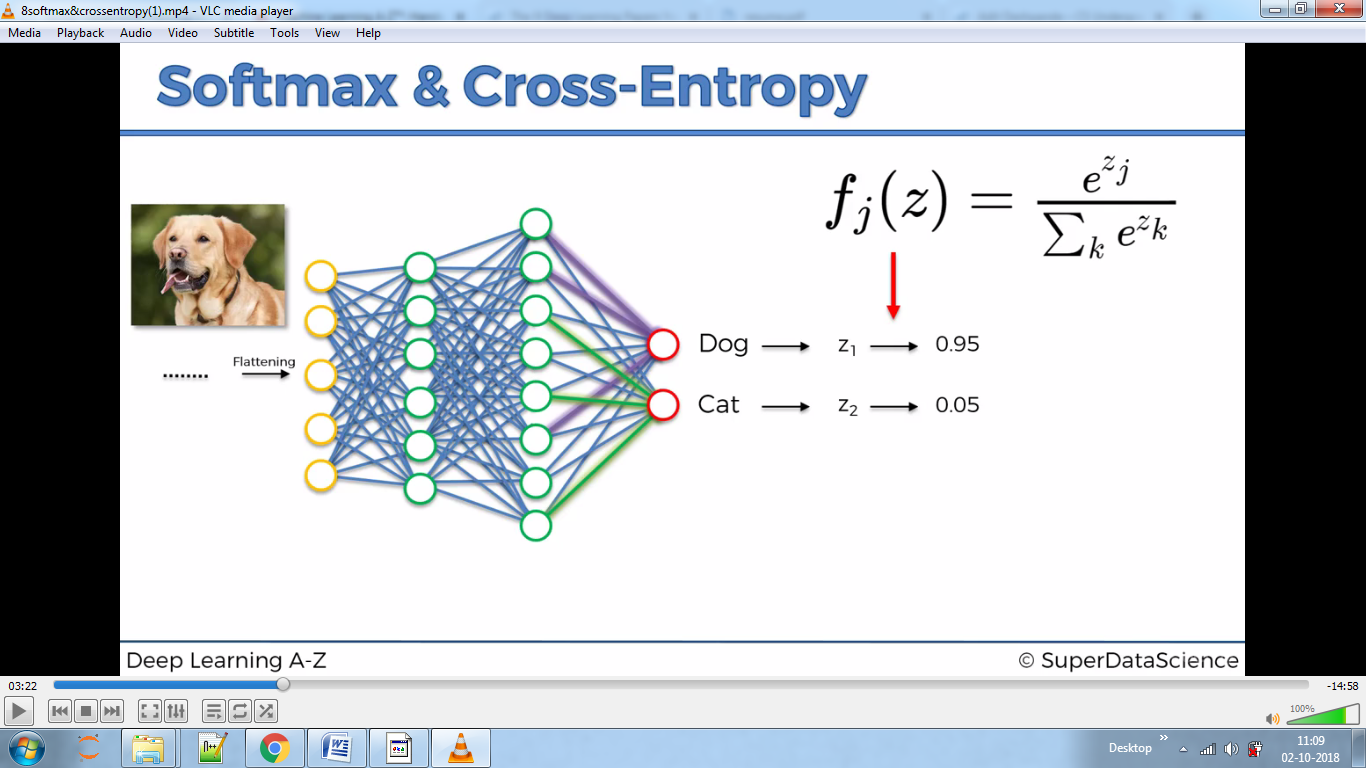 8softmax&crossentropy(1).mp4 - VLC media player
Media Playback Audio Video Subtitle Tools View Help
Softmax & Cross-Entropy
f_j(z) = e^{z_j} / ∑_k e^{z_k}
Flattening
........
Dog z₁ 0.95
Cat z₂ 0.05
Deep Learning A-Z © SuperDataScience
03:22 -14:58
100%
Desktop » 11:09
02-10-2018